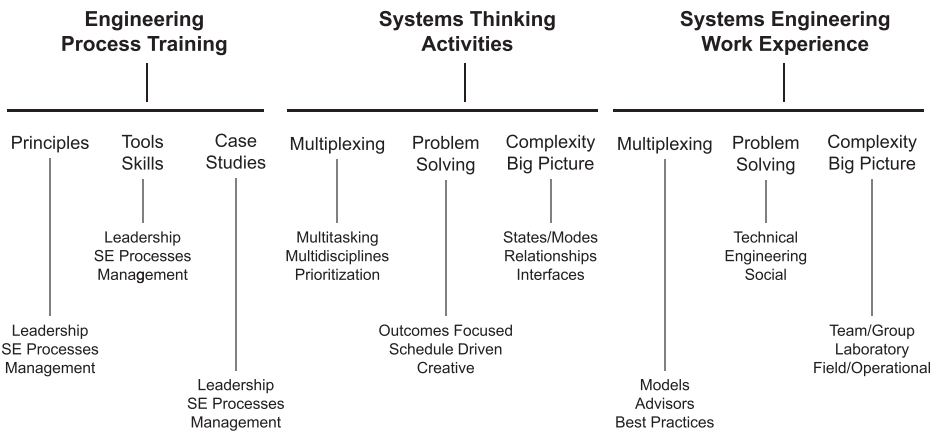 Engineering
Process Training
Systems Thinking
Activities
Systems Engineering
Work Experience
Principles
Tools
Skills
Case
Studies
Multiplexing
Problem
Solving
Complexity
Big Picture
Multiplexing
Problem
Solving
Complexity
Big Picture
Leadership
SE Processes
Management
Multitasking
Multidisciplines
Prioritization
States/Modes
Relationships
Interfaces
Technical
Engineering
Social
Leadership
SE Processes
Management
Outcomes Focused
Schedule Driven
Creative
Team/Group
Laboratory
Field/Operational
Leadership
SE Processes
Management
Models
Advisors
Best Practices